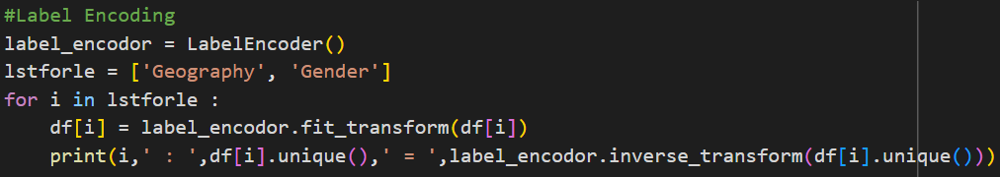 #Label Encoding
label_encodor = LabelEncoder()
lstforle = ['Geography', 'Gender']
for i in lstforle :
    df[i] = label_encodor.fit_transform(df[i])
    print(i,' : ',df[i].unique(),' = ',label_encodor.inverse_transform(df[i].unique()))